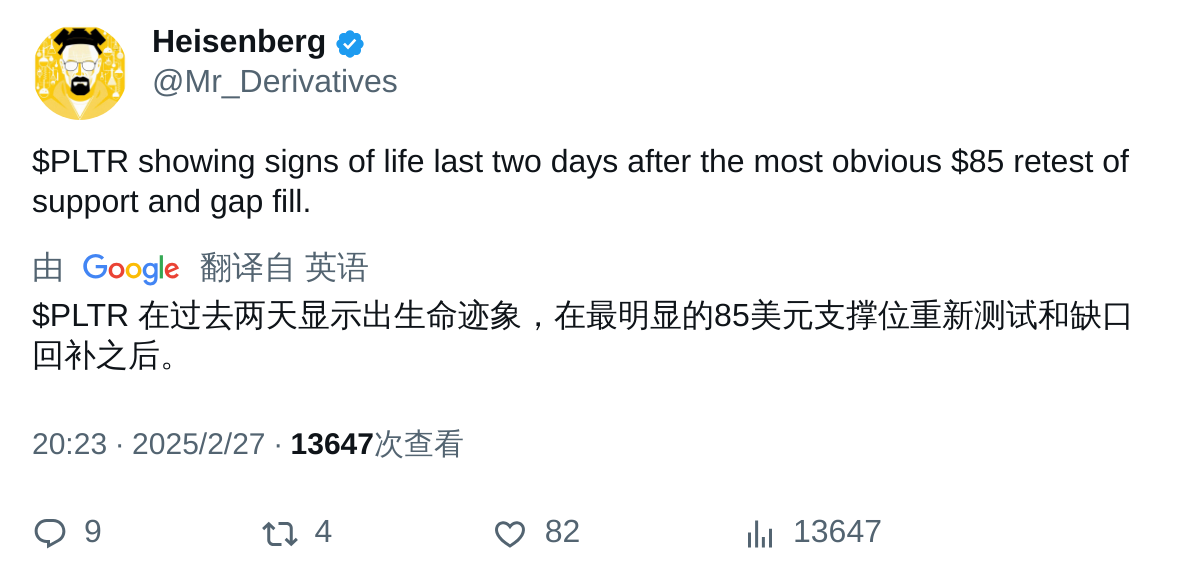 Heisenberg
@Mr_Derivatives
$PLTR showing signs of life last two days after the most obvious $85 retest of
support and gap fill.
由 Google 翻译自 英语
$PLTR 在过去两天显示出生命迹象，在最明显的85美元支撑位重新测试和缺口
回补之后。
20:23 · 2025/2/27 · 13647次查看
9 4 82 13647